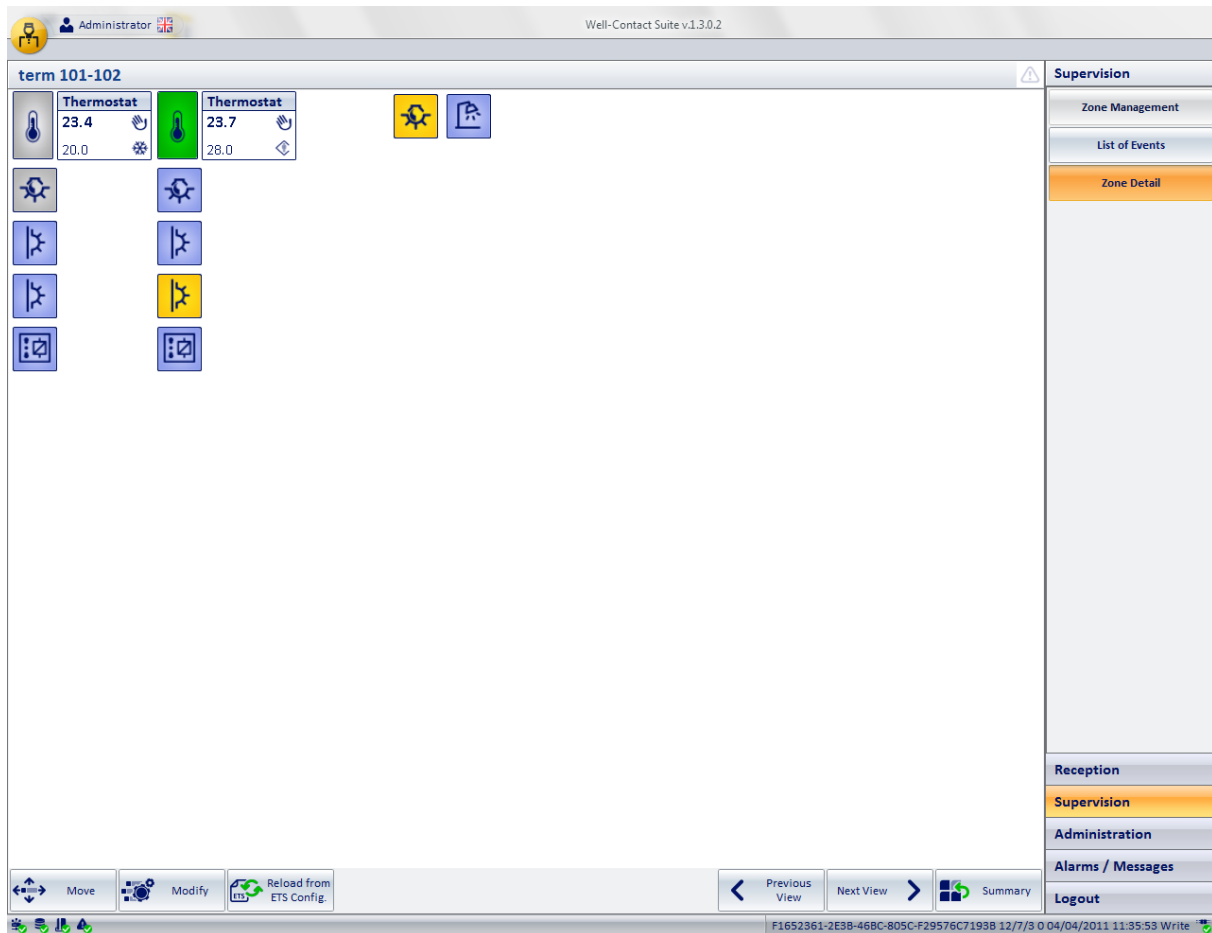 Administrator
Well-Contact Suite v.1.3.0.2
term 101-102
Thermostat
23.4
20.0
Thermostat
23.7
28.0
Supervision
Zone Management
List of Events
Zone Detail
Reception
Supervision
Administration
Alarms / Messages
Logout
Move
Modify
ETS
Reload from
ETS Config.
Previous
View
Next View
Summary
F1652361-2E3B-46BC-805C-F29576C7193B 12/7/3 0 04/04/2011 11:35:53 Write